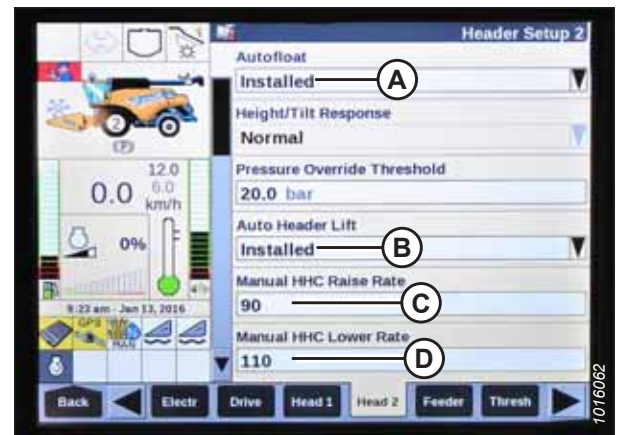 Header Setup 2
Autofloat
Installed
A
Height/Tilt Response
Normal
Pressure Override Threshold
20.0 bar
Auto Header Lift
Installed
B
Manual HHC Raise Rate
90
C
Manual HHC Lower Rate
110
D
2
(P)
12.0
0.0 6.0
km/h
0%
9:23 am - Jan 13, 2016
GPS
Back
Electr
Drive
Head 1
Head 2
Feeder
Thresh
1016062